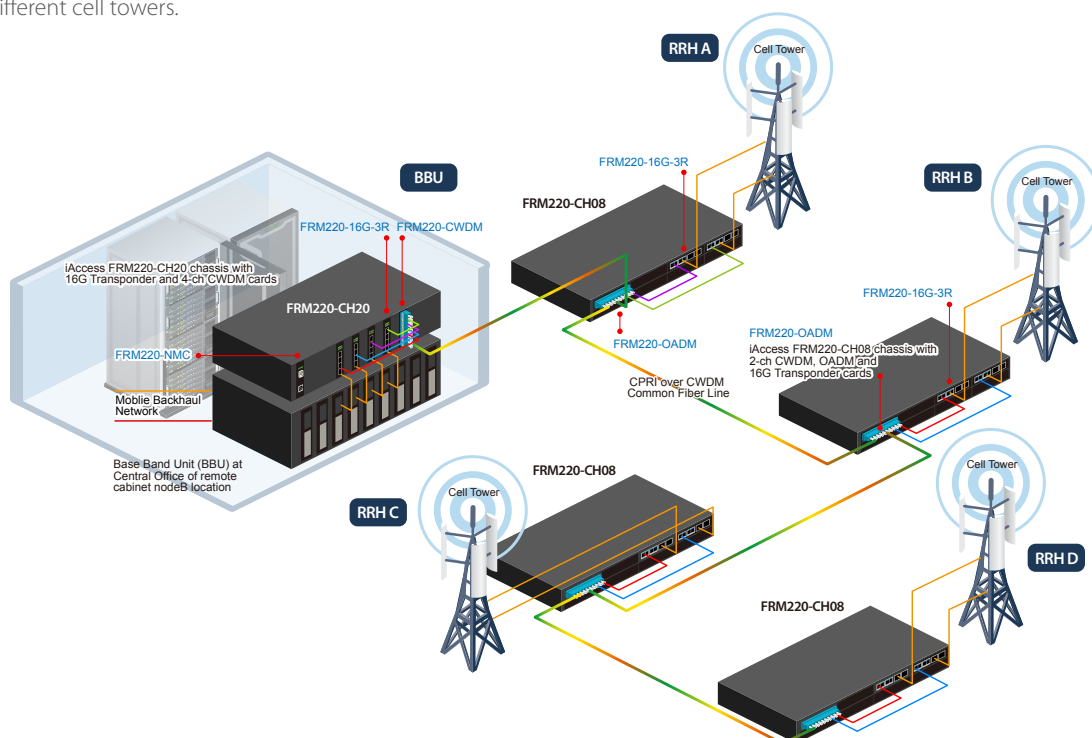 ifferent cell towers.
RRH A
Cell Tower
FRM220-16G-3R
BBU
FRM220-CH08
RRH B
Cell Tower
FRM220-16G-3R FRM220-CWDM
iAccess FRM220-CH20 chassis with
16G Transponder and 4-ch CWDM cards
FRM220-CH20
FRM220-16G-3R
FRM220-NMC
FRM220-OADM
FRM220-OADM
iAccess FRM220-CH08 chassis with
2-ch CWDM, OADM and
16G Transponder cards
CPRI over CWDM
Common Fiber Line
Moblie Backhaul
Network
Base Band Unit (BBU) at
Central Office of remote
cabinet nodeB location
FRM220-CH08
Cell Tower
RRH C
Cell Tower
RRH D
FRM220-CH08